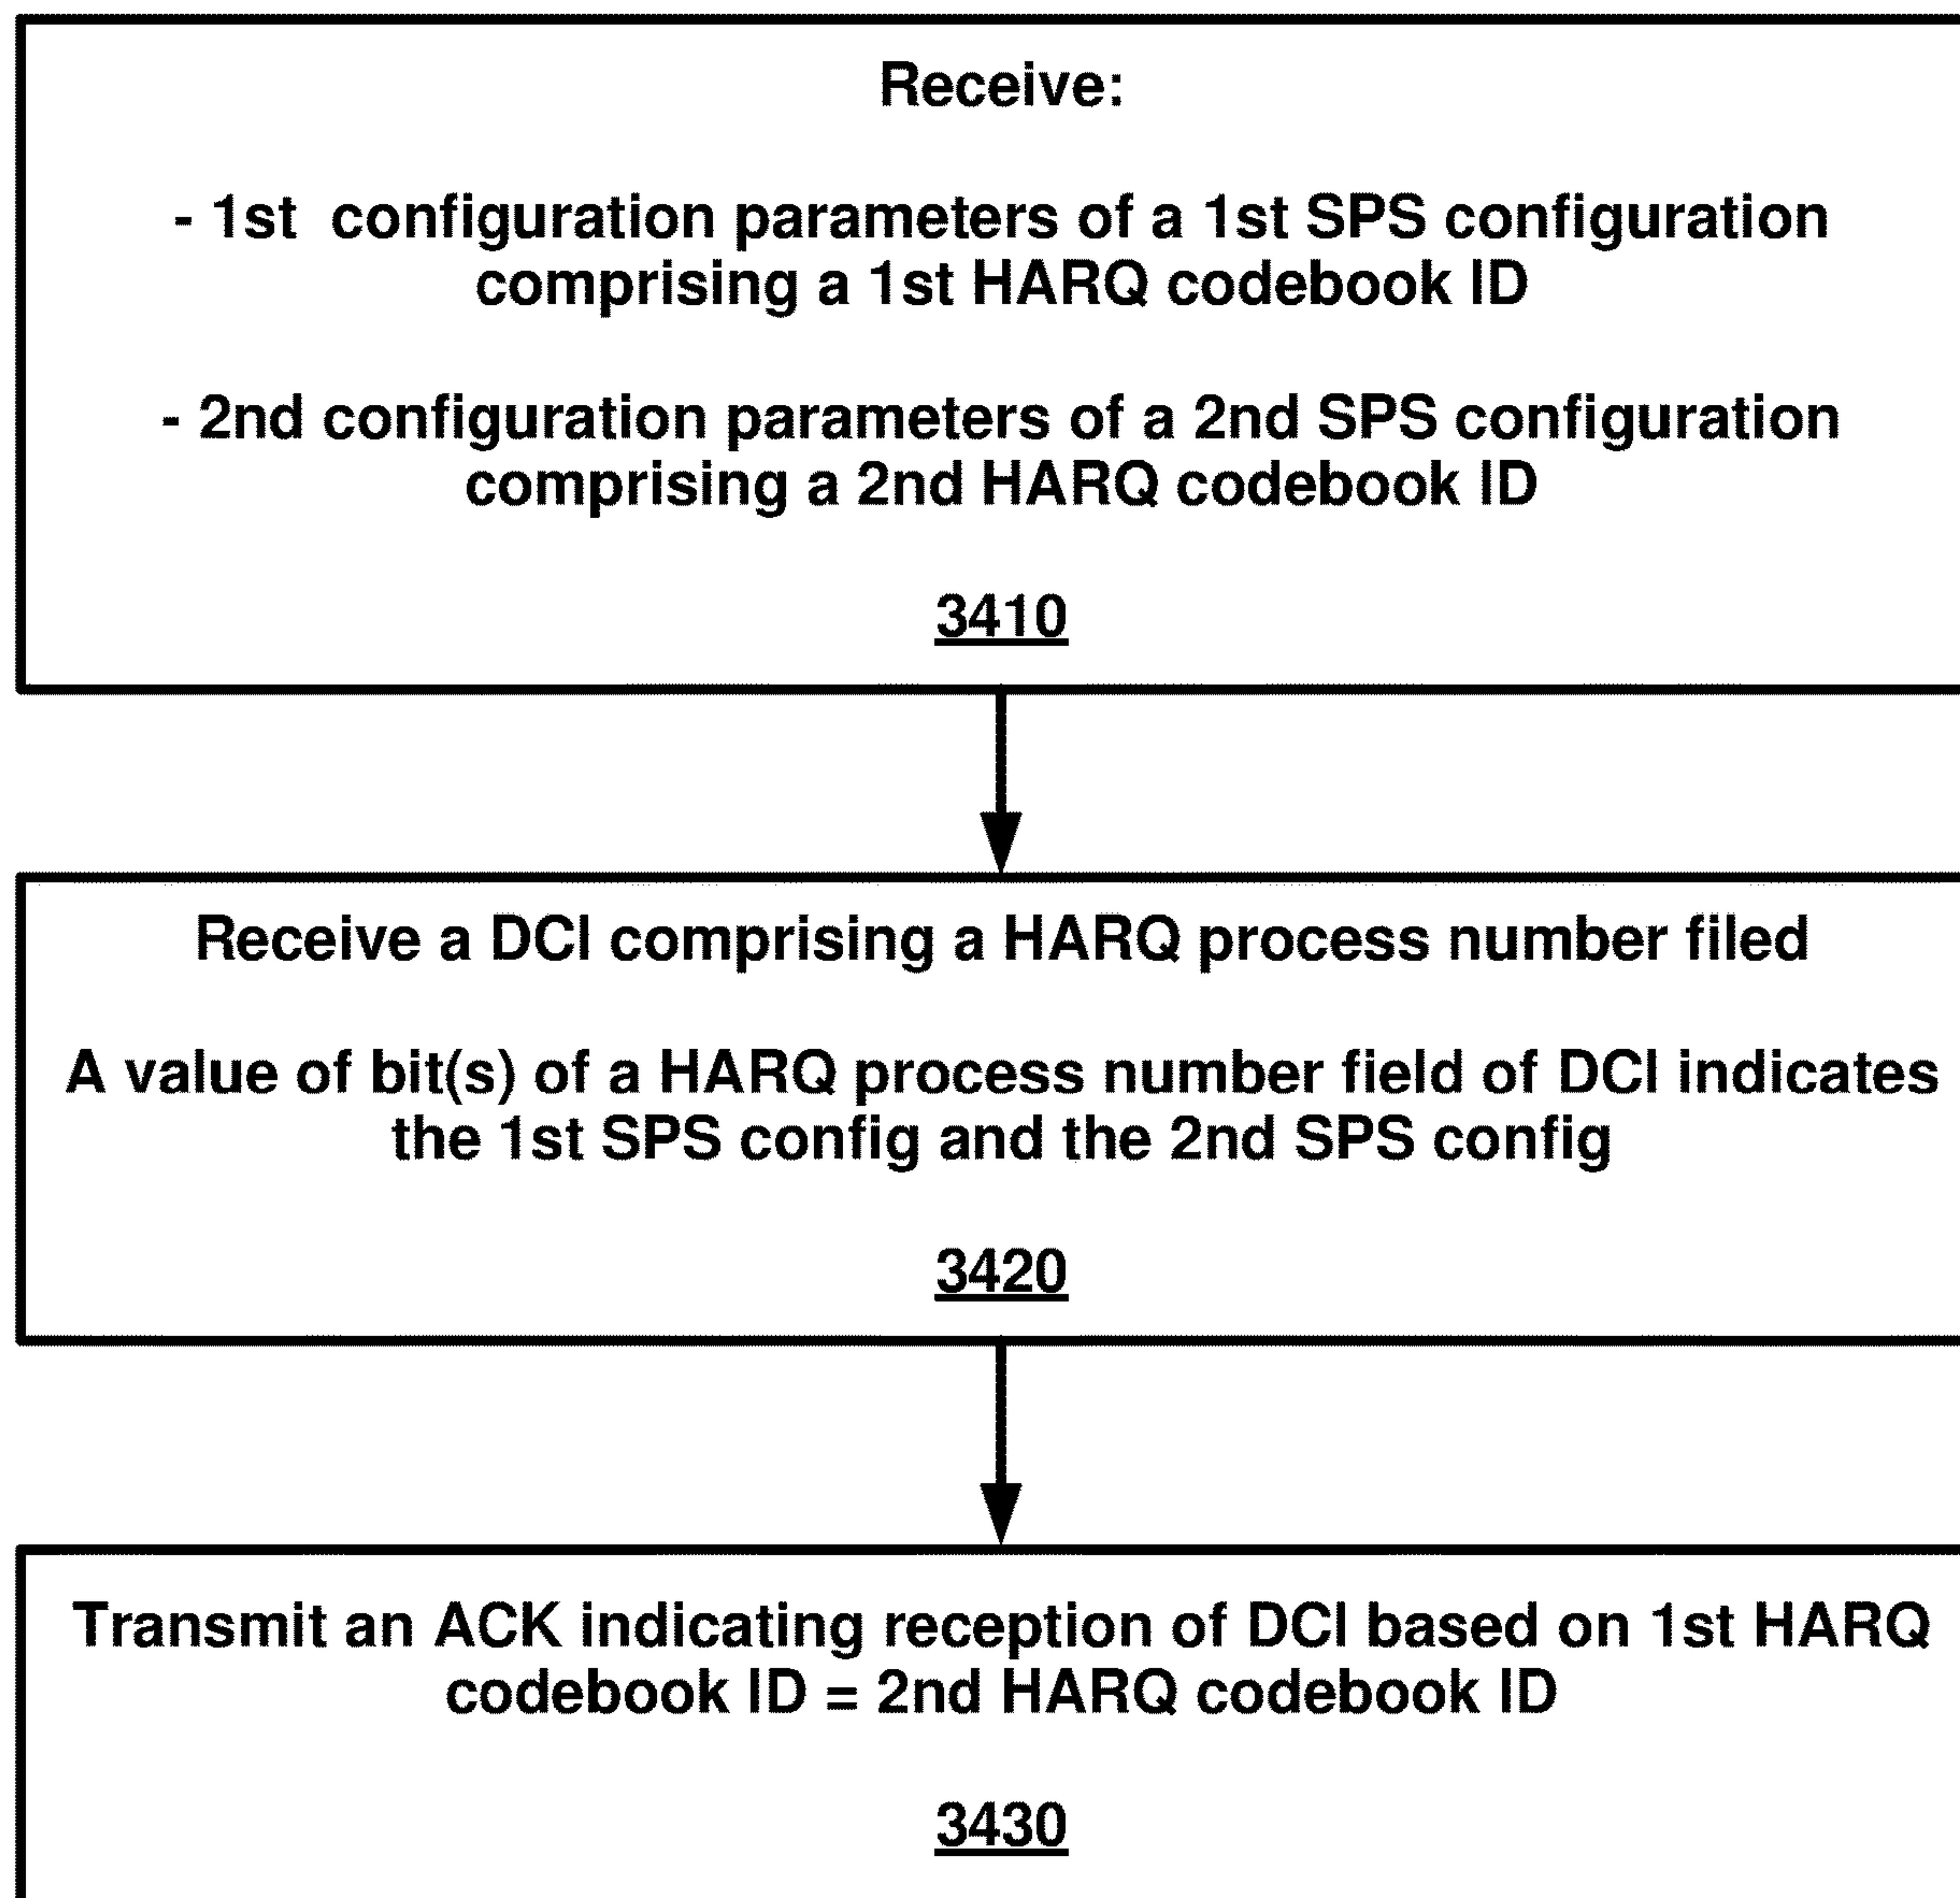 Receive:
- 1st configuration parameters of a 1st SPS configuration
comprising a 1st HARQ codebook ID
- 2nd configuration parameters of a 2nd SPS configuration
comprising a 2nd HARQ codebook ID
3410
Receive a DCI comprising a HARQ process number filed
A value of bit(s) of a HARQ process number field of DCI indicates
the 1st SPS config and the 2nd SPS config
3420
Transmit an ACK indicating reception of DCI based on 1st HARQ
codebook ID = 2nd HARQ codebook ID
3430